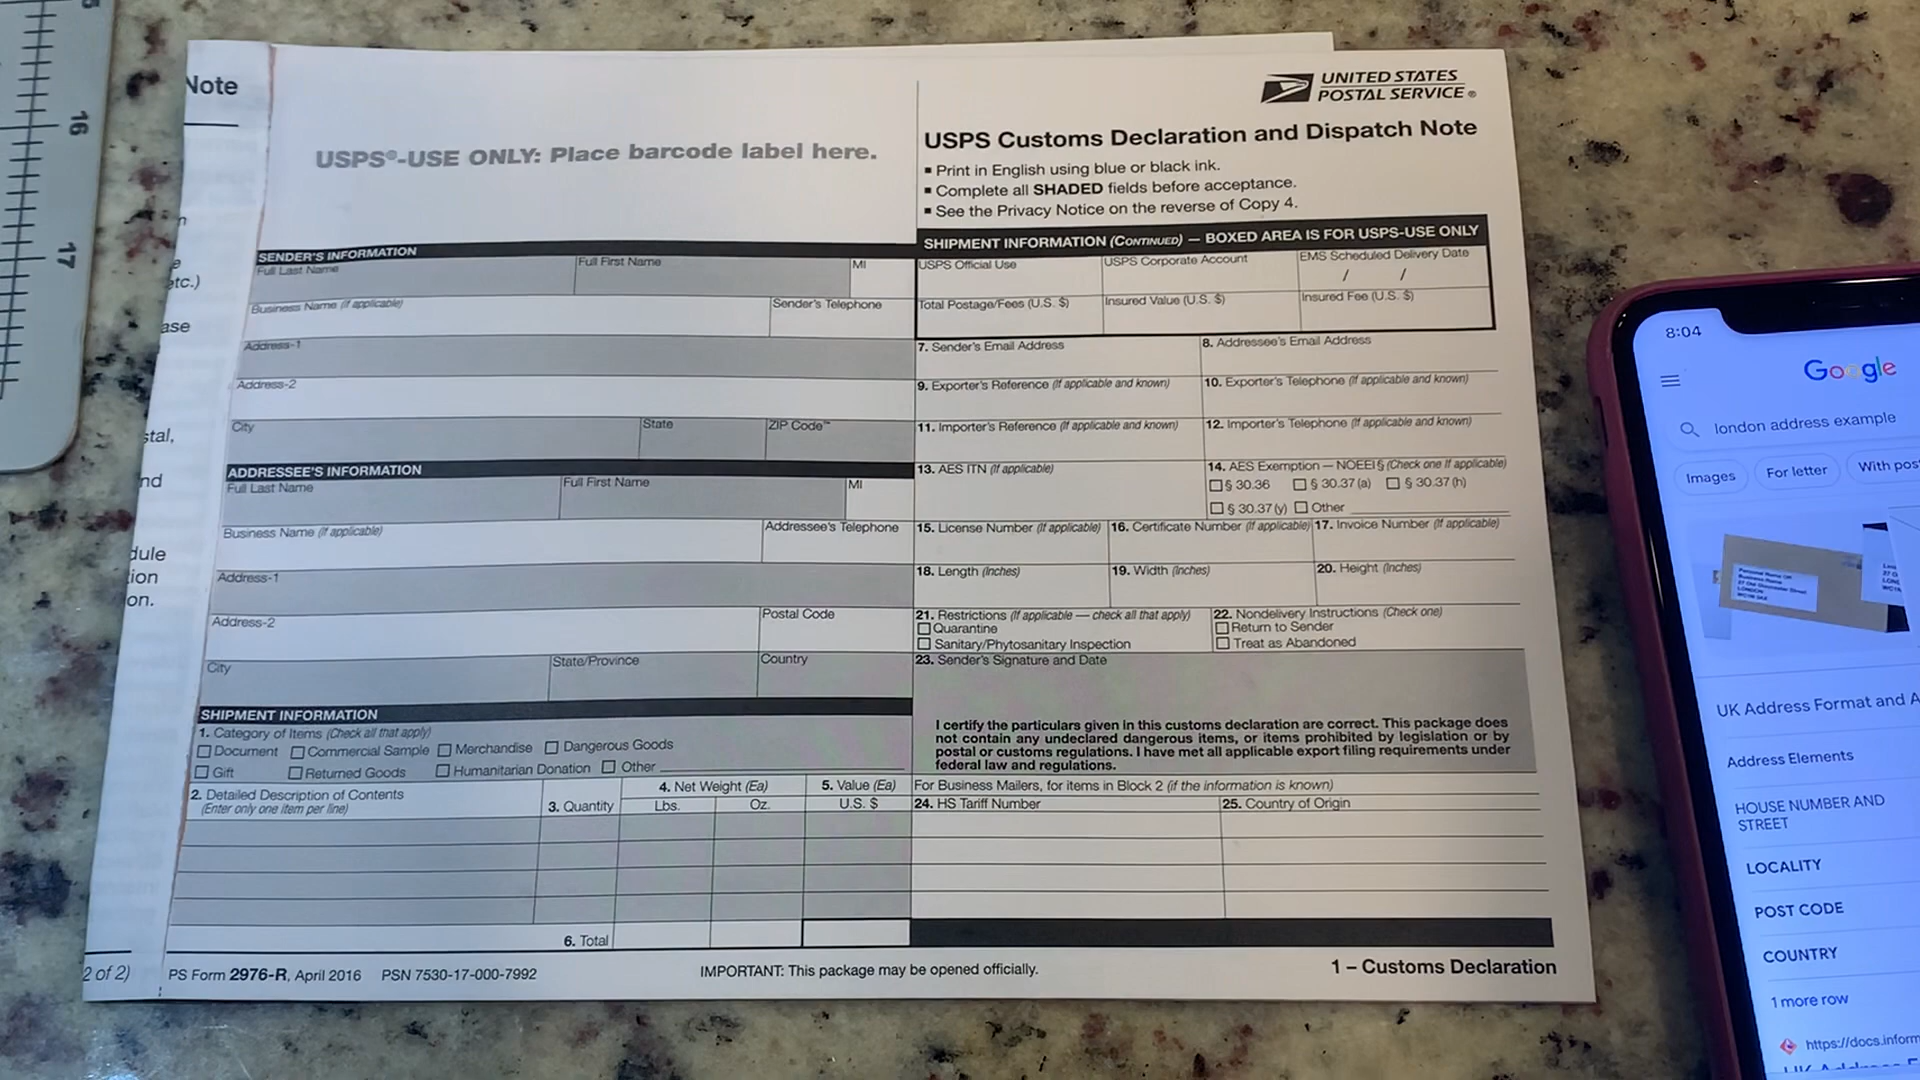 16
17
Note
etc.)
ase
stal,
nd
dule
tion
on.
2 of 2)
USPS®-USE ONLY: Place barcode label here.
UNITED STATES
POSTAL SERVICE ®
USPS Customs Declaration and Dispatch Note
▪ Print in English using blue or black ink.
▪ Complete all SHADED fields before acceptance.
▪ See the Privacy Notice on the reverse of Copy 4.
SENDER'S INFORMATION
Full Last Name Full First Name MI
Business Name (If applicable) Sender's Telephone
Address-1
Address-2
City State ZIP Code™
ADDRESSEE'S INFORMATION
Full Last Name Full First Name MI
Business Name (If applicable) Addressee's Telephone
Address-1
Address-2 Postal Code
City State/Province Country
SHIPMENT INFORMATION
1. Category of Items (Check all that apply)
Document Commercial Sample Merchandise Dangerous Goods
Gift Returned Goods Humanitarian Donation Other
2. Detailed Description of Contents
(Enter only one item per line)
3. Quantity
4. Net Weight (Ea)
Lbs. Oz.
5. Value (Ea)
U.S. $
6. Total
SHIPMENT INFORMATION (CONTINUED) — BOXED AREA IS FOR USPS-USE ONLY
USPS Official Use USPS Corporate Account EMS Scheduled Delivery Date
/ /
Total Postage/Fees (U.S. $) Insured Value (U.S. $) Insured Fee (U.S. $)
7. Sender's Email Address 8. Addressee's Email Address
9. Exporter's Reference (If applicable and known) 10. Exporter's Telephone (If applicable and known)
11. Importer's Reference (If applicable and known) 12. Importer's Telephone (If applicable and known)
13. AES ITN (If applicable) 14. AES Exemption — NOEEI § (Check one If applicable)
§ 30.36 § 30.37 (a) § 30.37 (h)
§ 30.37 (y) Other
15. License Number (If applicable) 16. Certificate Number (If applicable) 17. Invoice Number (If applicable)
18. Length (Inches) 19. Width (Inches) 20. Height (Inches)
21. Restrictions (If applicable — check all that apply) 22. Nondelivery Instructions (Check one)
Quarantine Return to Sender
Sanitary/Phytosanitary Inspection Treat as Abandoned
23. Sender's Signature and Date
I certify the particulars given in this customs declaration are correct. This package does
not contain any undeclared dangerous items, or items prohibited by legislation or by
postal or customs regulations. I have met all applicable export filing requirements under
federal law and regulations.
For Business Mailers, for items in Block 2 (if the information is known)
24. HS Tariff Number 25. Country of Origin
PS Form 2976-R, April 2016 PSN 7530-17-000-7992 IMPORTANT: This package may be opened officially. 1 – Customs Declaration
8:04
Google
london address example
Images For letter With pos
UK Address Format and A
Address Elements
HOUSE NUMBER AND
STREET
LOCALITY
POST CODE
COUNTRY
1 more row
https://docs.inform